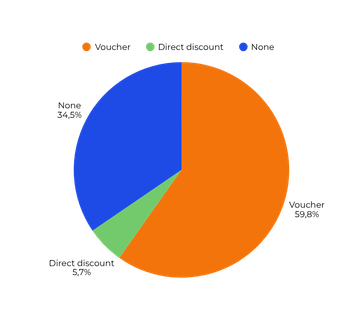 Voucher Direct discount None
None
34,5%
Voucher
59,8%
Direct discount
5,7%